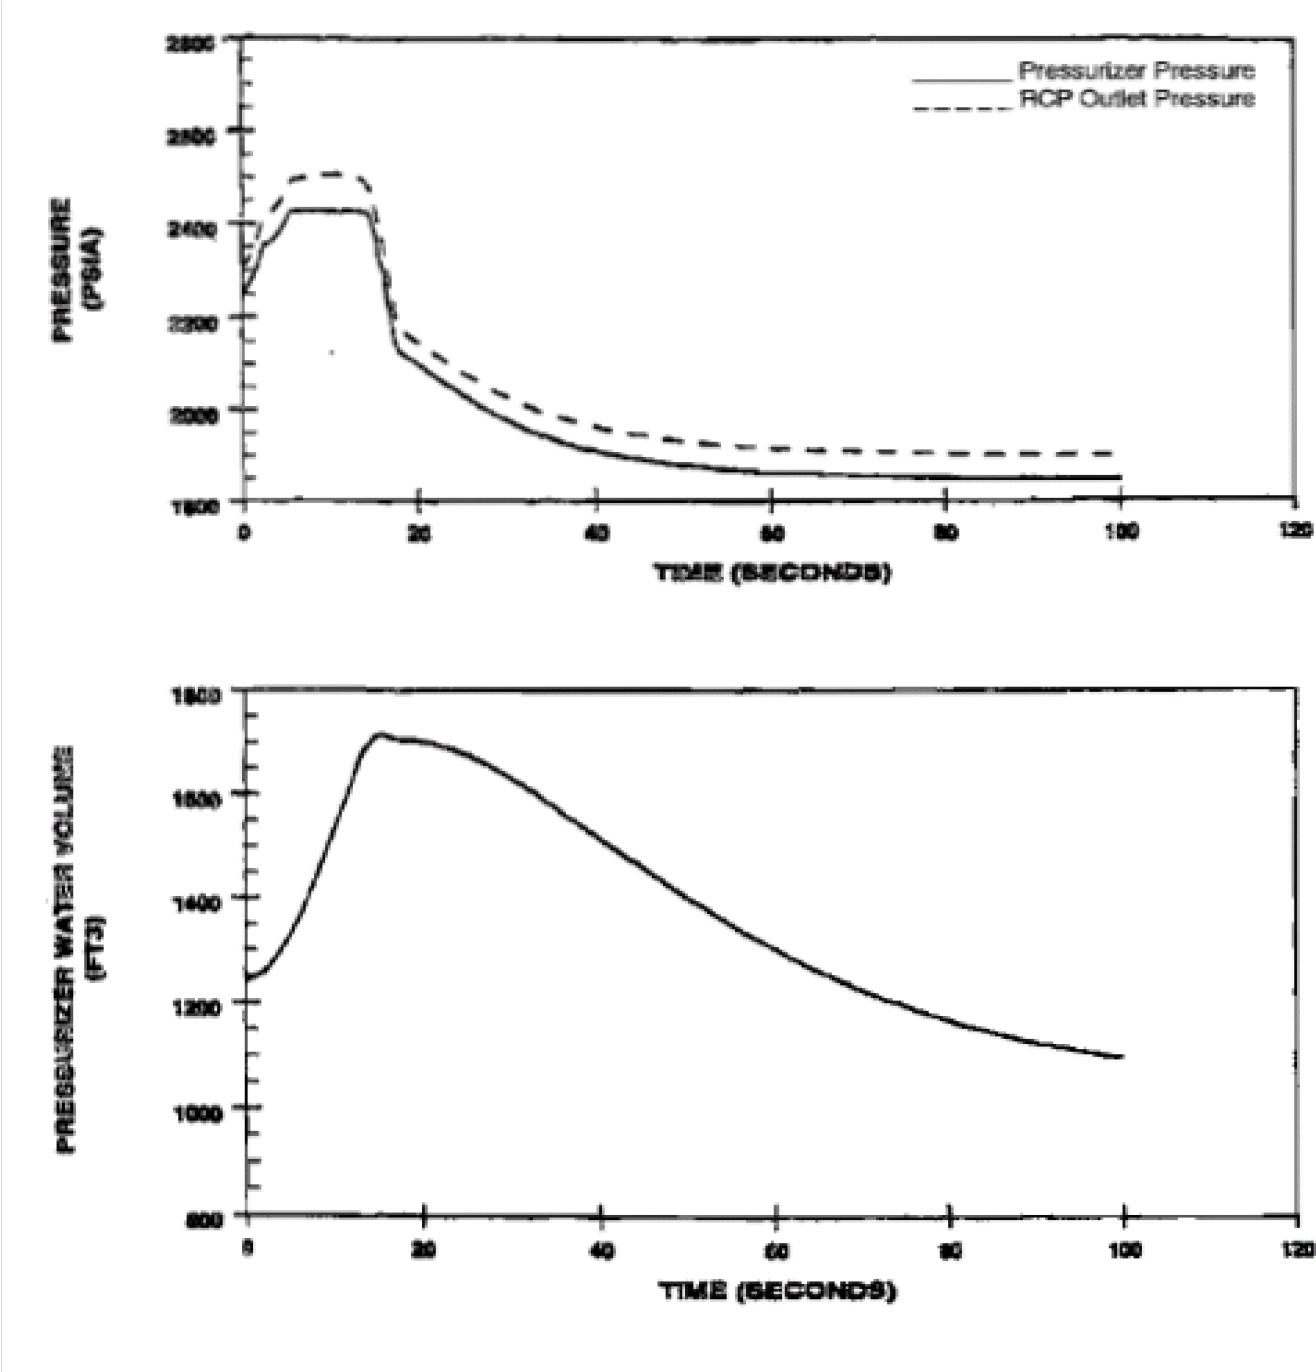 2800
Pressurizer Pressure
RCP Outlet Pressure
2600
2400
2200
2000
1800
PRESSURE
(PSIA)
0 20 40 60 80 100 120
TIME (SECONDS)
1800
1600
1400
1200
1000
800
PRESSURIZER WATER VOLUME
(FT3)
0 20 40 60 80 100 120
TIME (SECONDS)